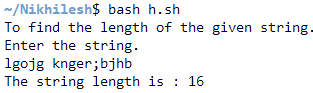 ~/Nikhilesh$ bash h.sh
To find the length of the given string.
Enter the string.
lgojg knger;bjhb
The string length is : 16